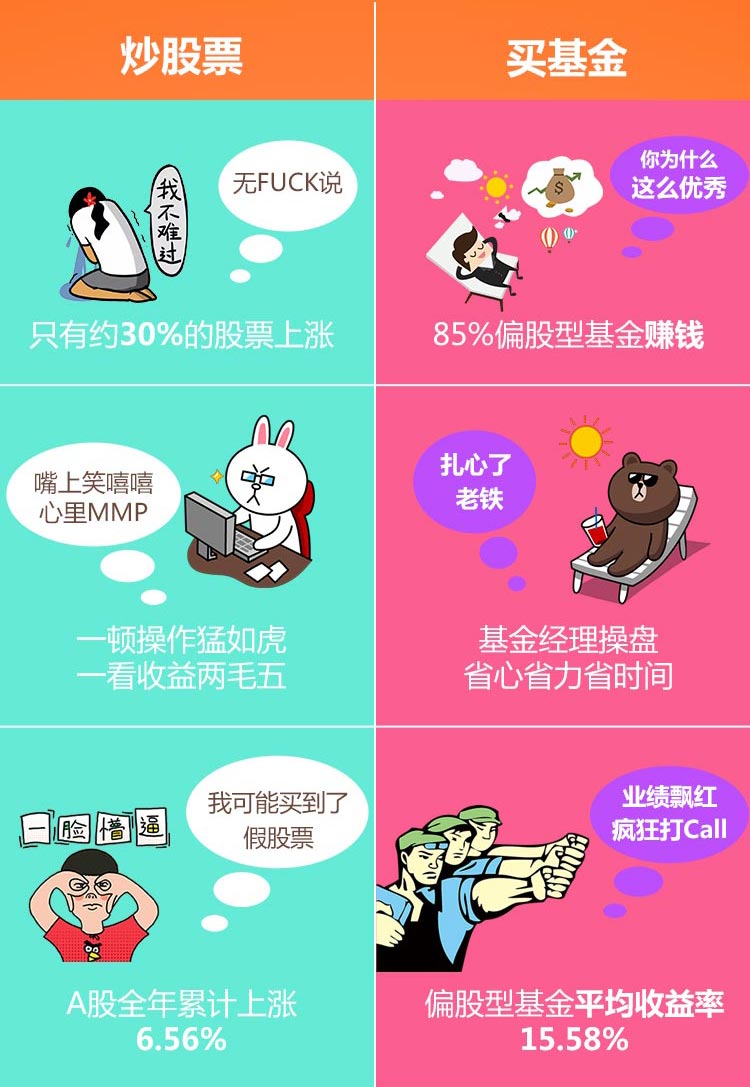 炒股票
买基金
无FUCK说
我不难过
只有约30%的股票上涨
你为什么
这么优秀
85%偏股型基金赚钱
嘴上笑嘻嘻
心里MMP
一顿操作猛如虎
一看收益两毛五
扎心了
老铁
基金经理操盘
省心省力省时间
一脸懵逼
我可能买到了
假股票
A股全年累计上涨
6.56%
业绩飘红
疯狂打Call
偏股型基金平均收益率
15.58%